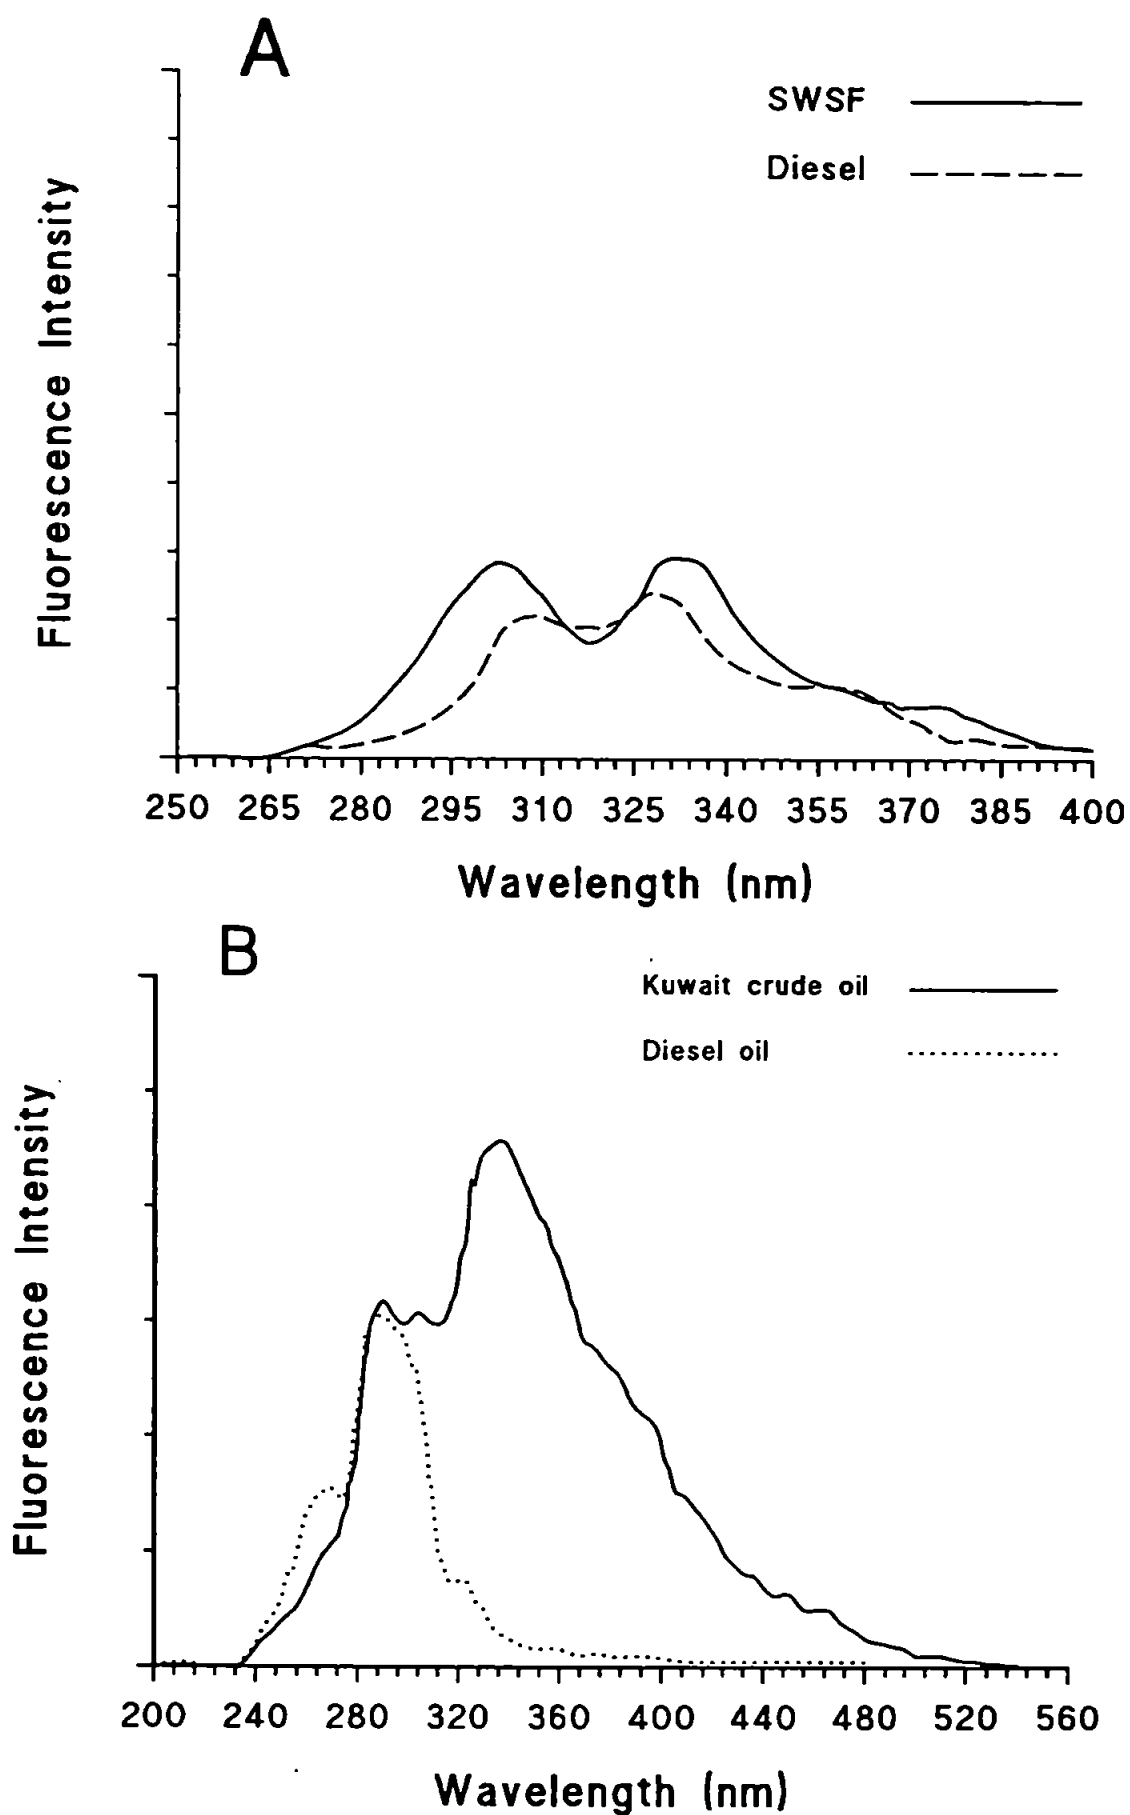 A
SWSF
Diesel
Fluorescence Intensity
250 265 280 295 310 325 340 355 370 385 400
Wavelength (nm)
B
Kuwait crude oil
Diesel oil
Fluorescence Intensity
200 240 280 320 360 400 440 480 520 560
Wavelength (nm)